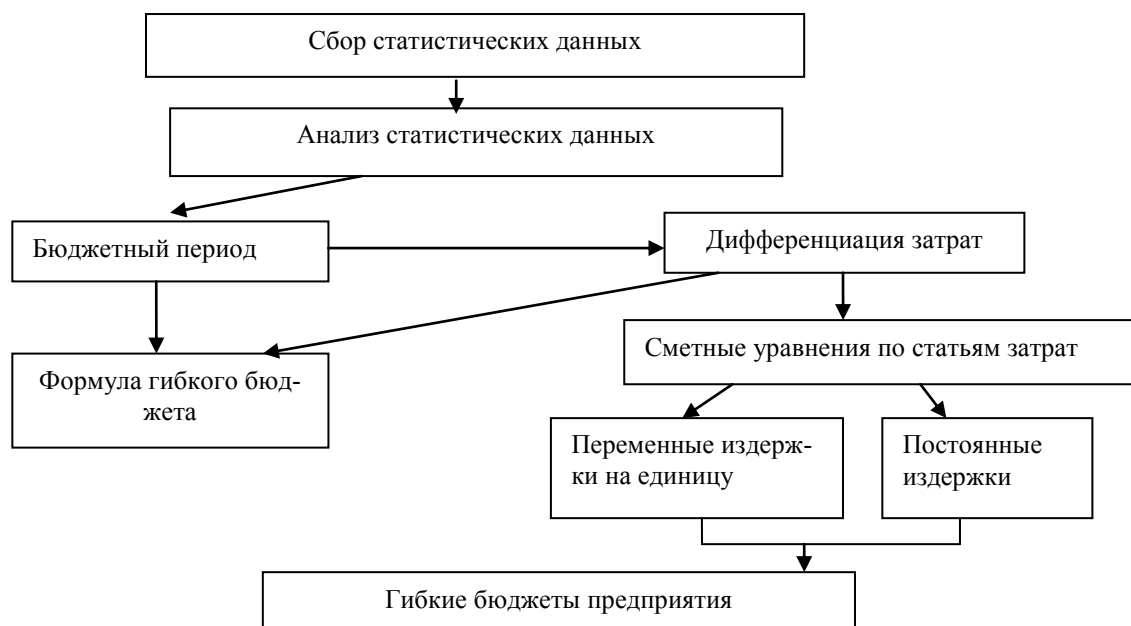 Сбор статистических данных
Анализ статистических данных
Бюджетный период
Дифференциация затрат
Сметные уравнения по статьям затрат
Формула гибкого бюд-
жета
Переменные издерж-
ки на единицу
Постоянные
издержки
Гибкие бюджеты предприятия